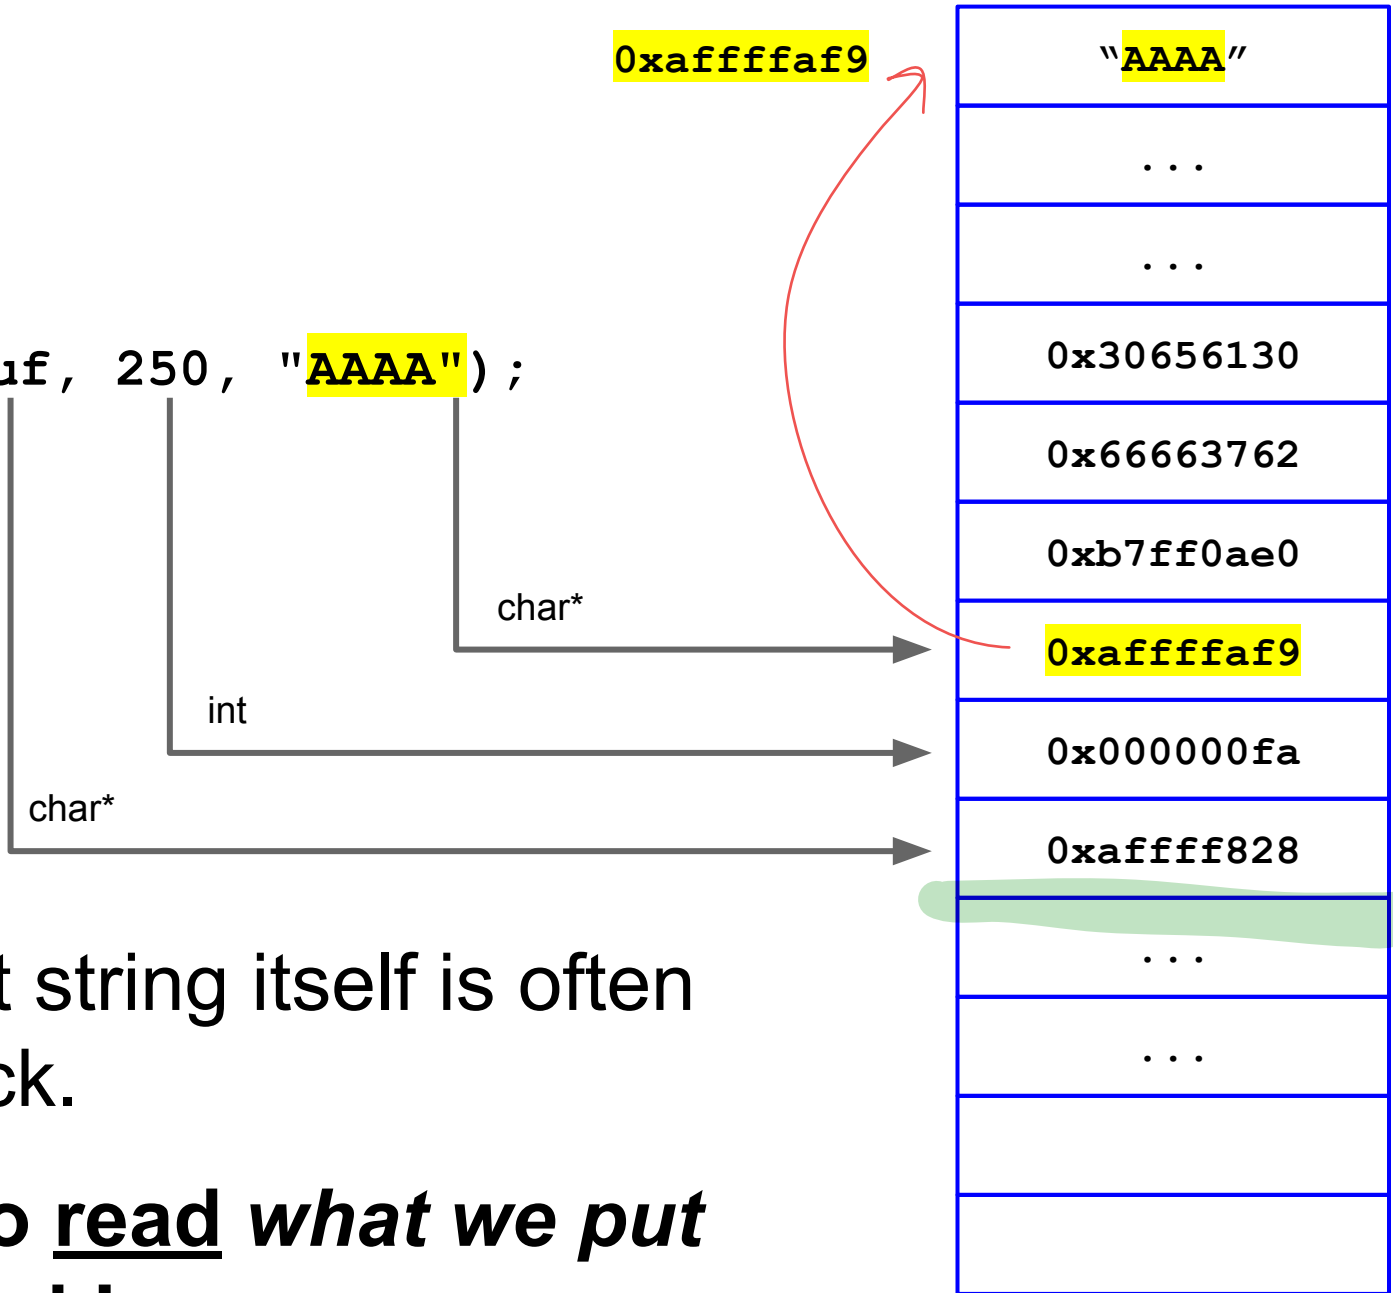 0xaffffaf9
“AAAA”
...
...
uf, 250, "AAAA");
0x30656130
0x66663762
0xb7ff0ae0
char*
0xaffffaf9
int
0x000000fa
char*
0xaffff828
t string itself is often
...
ck.
...
o read what we put